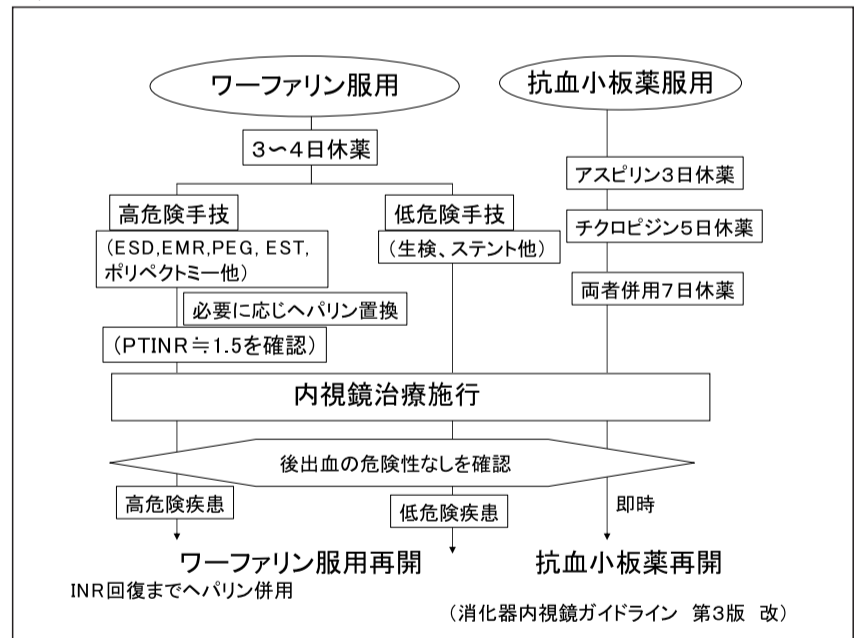 ワーファリン服用
抗血小板薬服用
3〜4日休薬
アスピリン3日休薬
高危険手技
低危険手技
チクロピジン5日休薬
(ESD,EMR,PEG, EST,
ポリペクトミー他)
(生検、ステント他)
両者併用7日休薬
必要に応じヘパリン置換
(PTINR≒1.5を確認)
内視鏡治療施行
後出血の危険性なしを確認
高危険疾患
低危険疾患
即時
ワーファリン服用再開
抗血小板薬再開
INR回復までヘパリン併用
(消化器内視鏡ガイドライン 第3版 改)